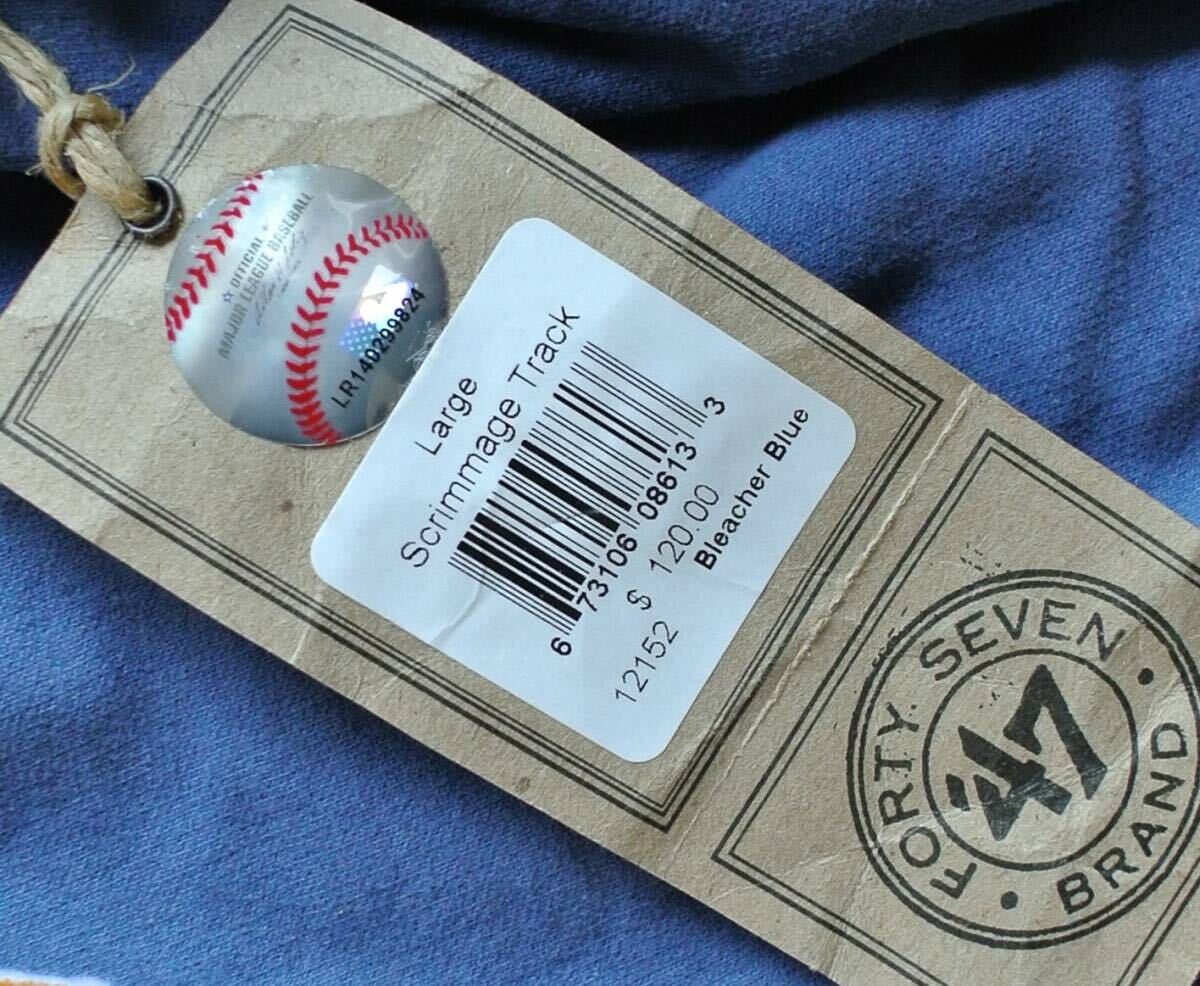 ☆ OFFICIAL ★
MAJOR LEAGUE BASEBALL
LR140299824
Large
Scrimmage Track
6 73106 08613 3
12152 $ 120.00
Bleacher Blue
FORTY SEVEN
'47
BRAND